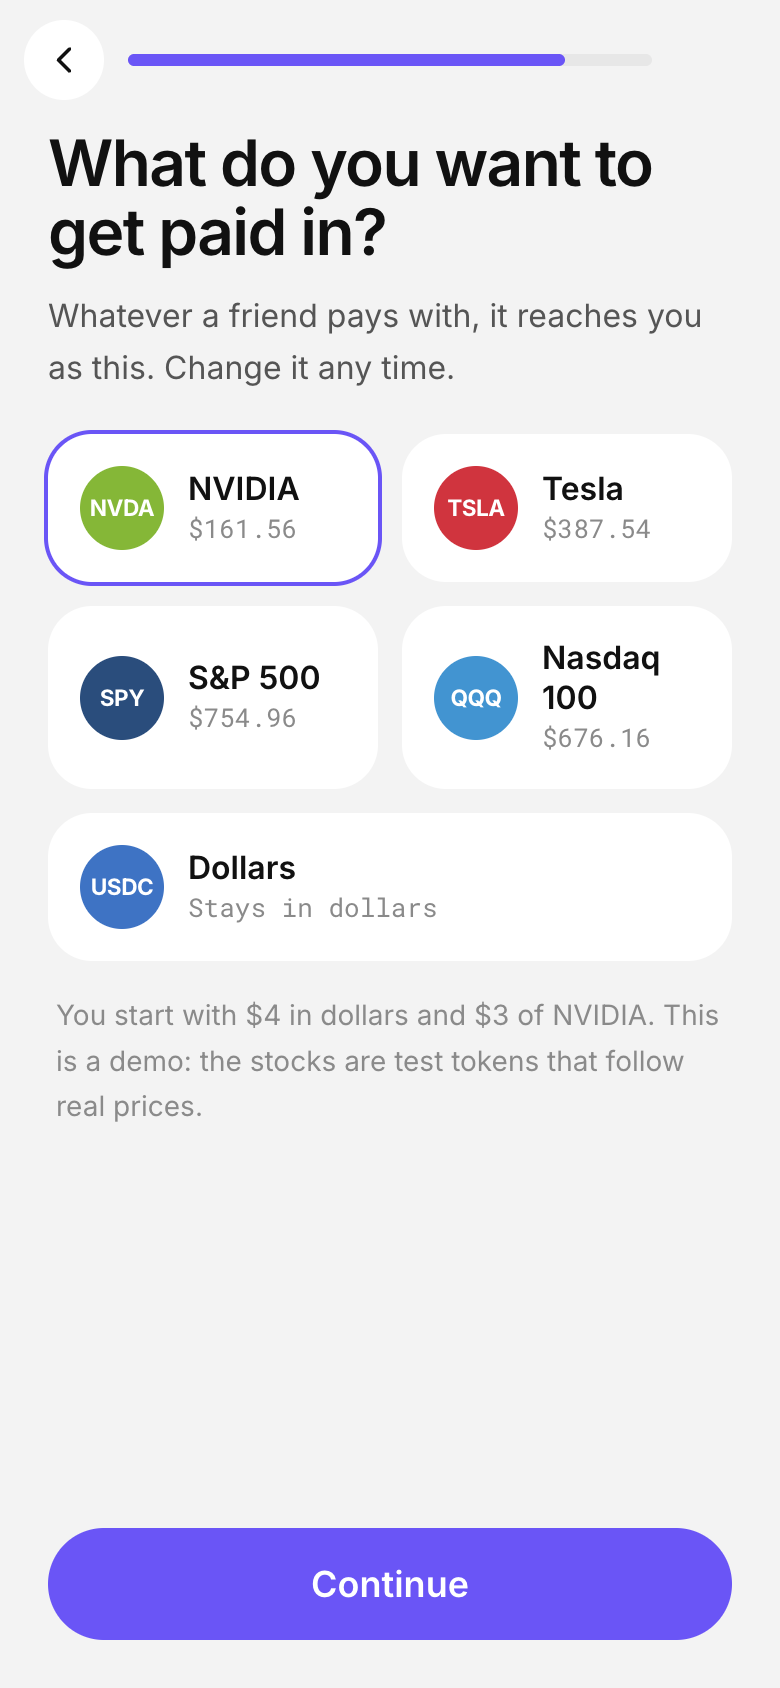 What do you want to
get paid in?
Whatever a friend pays with, it reaches you
as this. Change it any time.
NVDA
NVIDIA
$161.56
TSLA
Tesla
$387.54
SPY
S&P 500
$754.96
QQQ
Nasdaq
100
$676.16
USDC
Dollars
Stays in dollars
You start with $4 in dollars and $3 of NVIDIA. This
is a demo: the stocks are test tokens that follow
real prices.
Continue